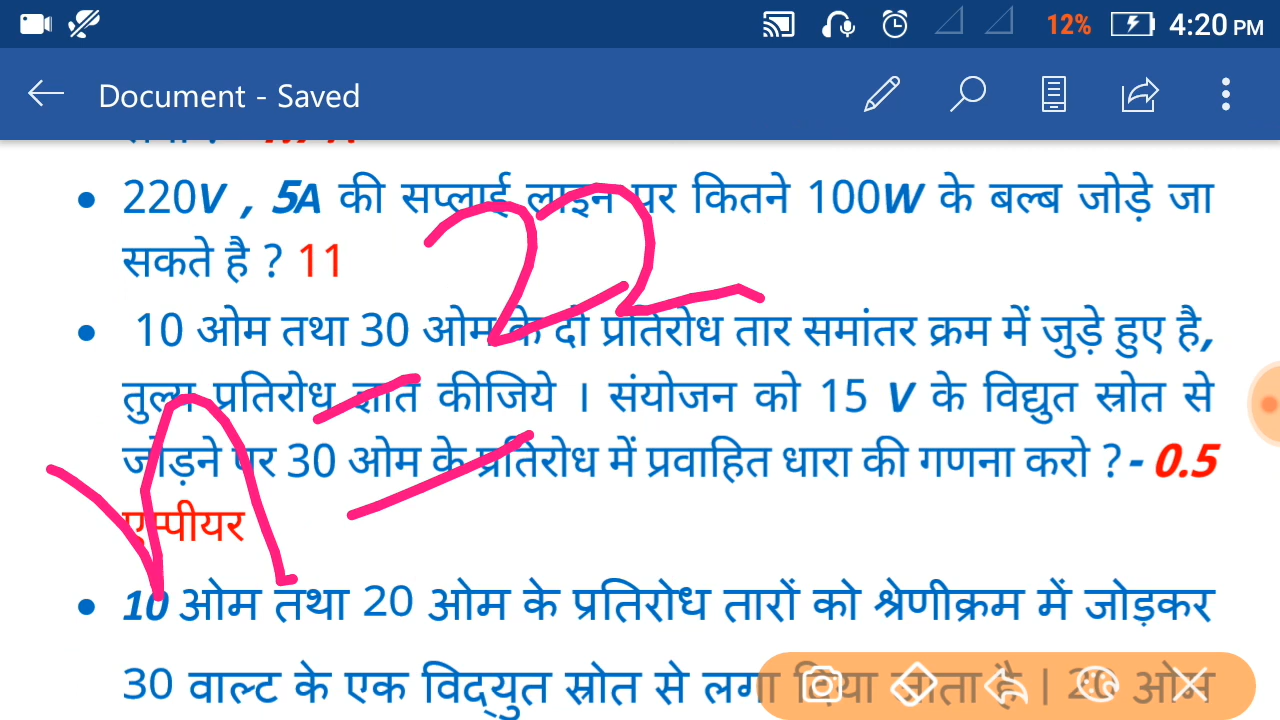 12% 4:20 PM
Document - Saved
220V , 5A की सप्लाई लाइन पर कितने 100W के बल्ब जोड़े जा
सकते है ? 11
10 ओम तथा 30 ओम के दो प्रतिरोध तार समांतर क्रम में जुड़े हुए है,
तुल्य प्रतिरोध ज्ञात कीजिये । संयोजन को 15 V के विद्युत स्रोत से
जोड़ने पर 30 ओम के प्रतिरोध में प्रवाहित धारा की गणना करो ? - 0.5
एम्पीयर
n = 22
10 ओम तथा 20 ओम के प्रतिरोध तारों को श्रेणीक्रम में जोड़कर
30 वाल्ट के एक विद्युत स्रोत से लगा दिया जाता है | 20 ओम